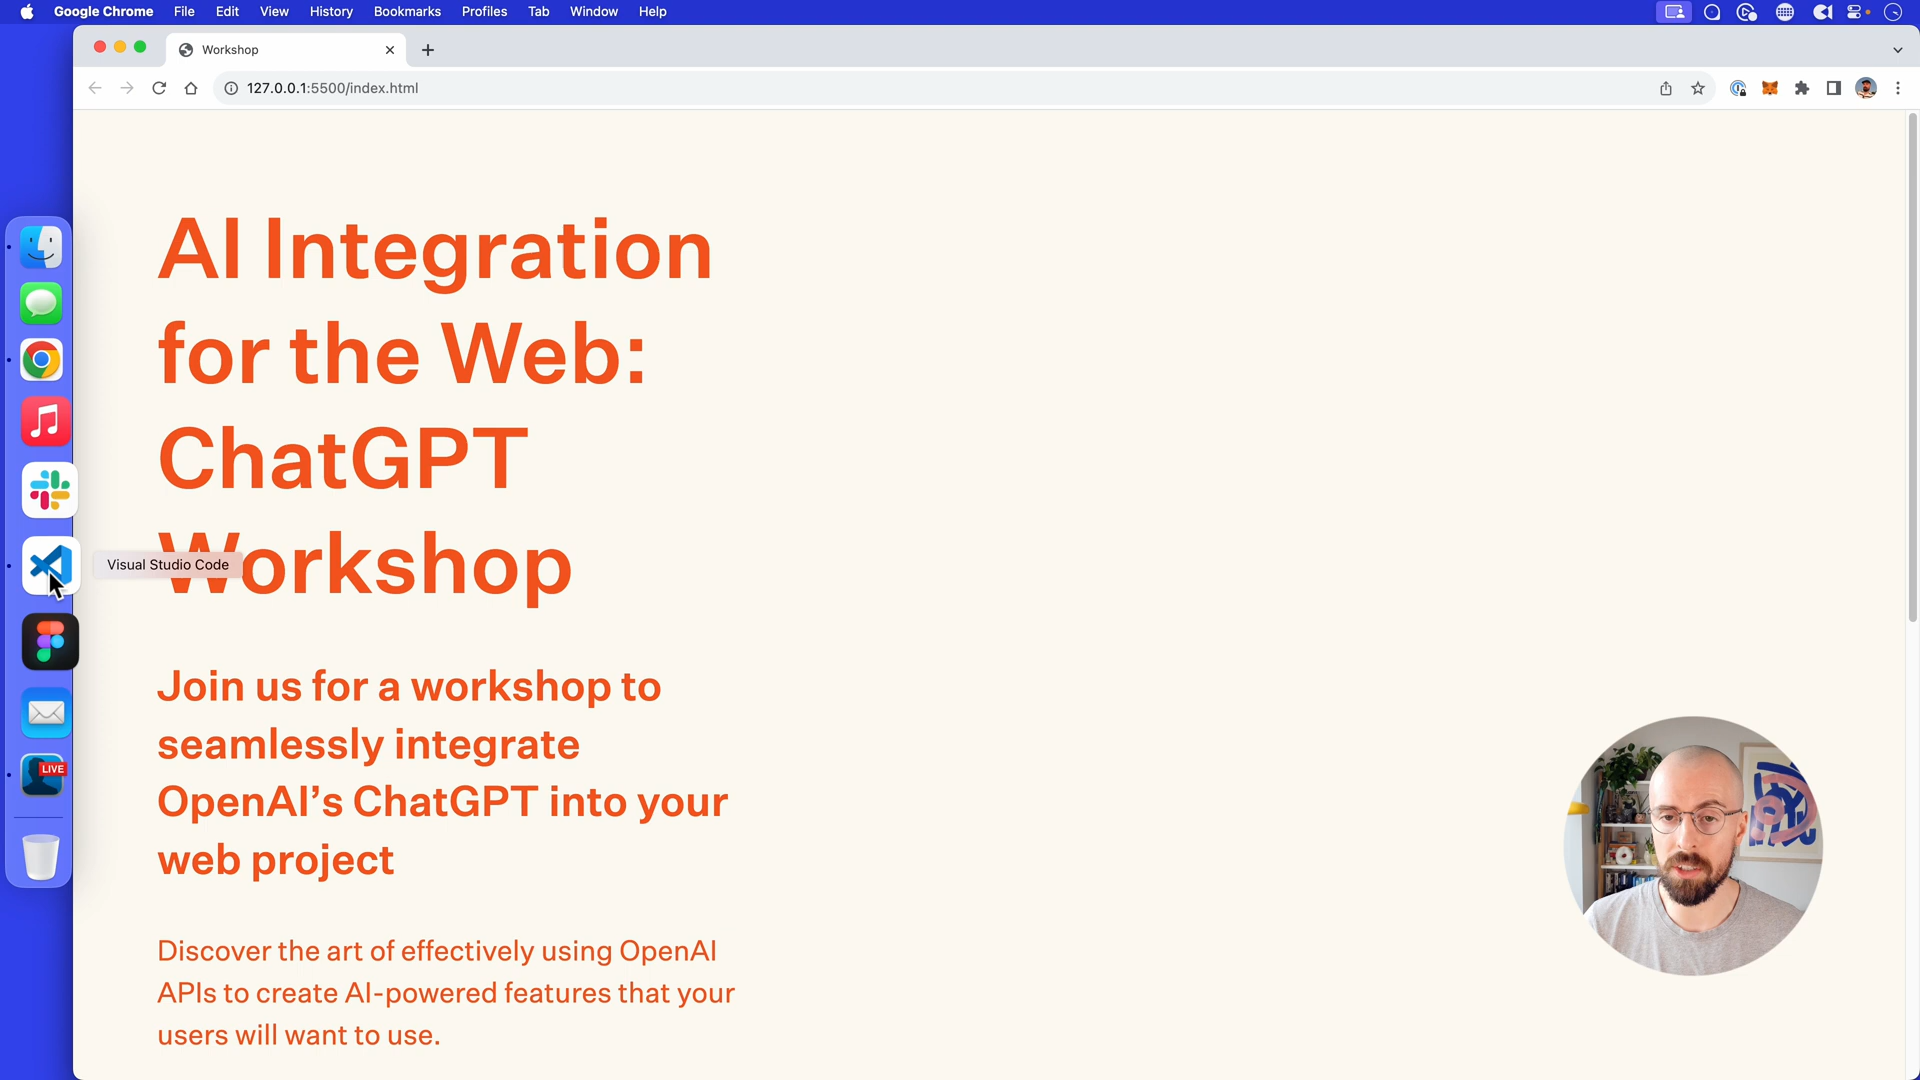 Google Chrome File Edit View History Bookmarks Profiles Tab Window Help
Workshop
127.0.0.1:5500/index.html
AI Integration
for the Web:
ChatGPT
Workshop
Visual Studio Code
Join us for a workshop to
seamlessly integrate
OpenAI’s ChatGPT into your
web project
LIVE
Discover the art of effectively using OpenAI
APIs to create AI-powered features that your
users will want to use.